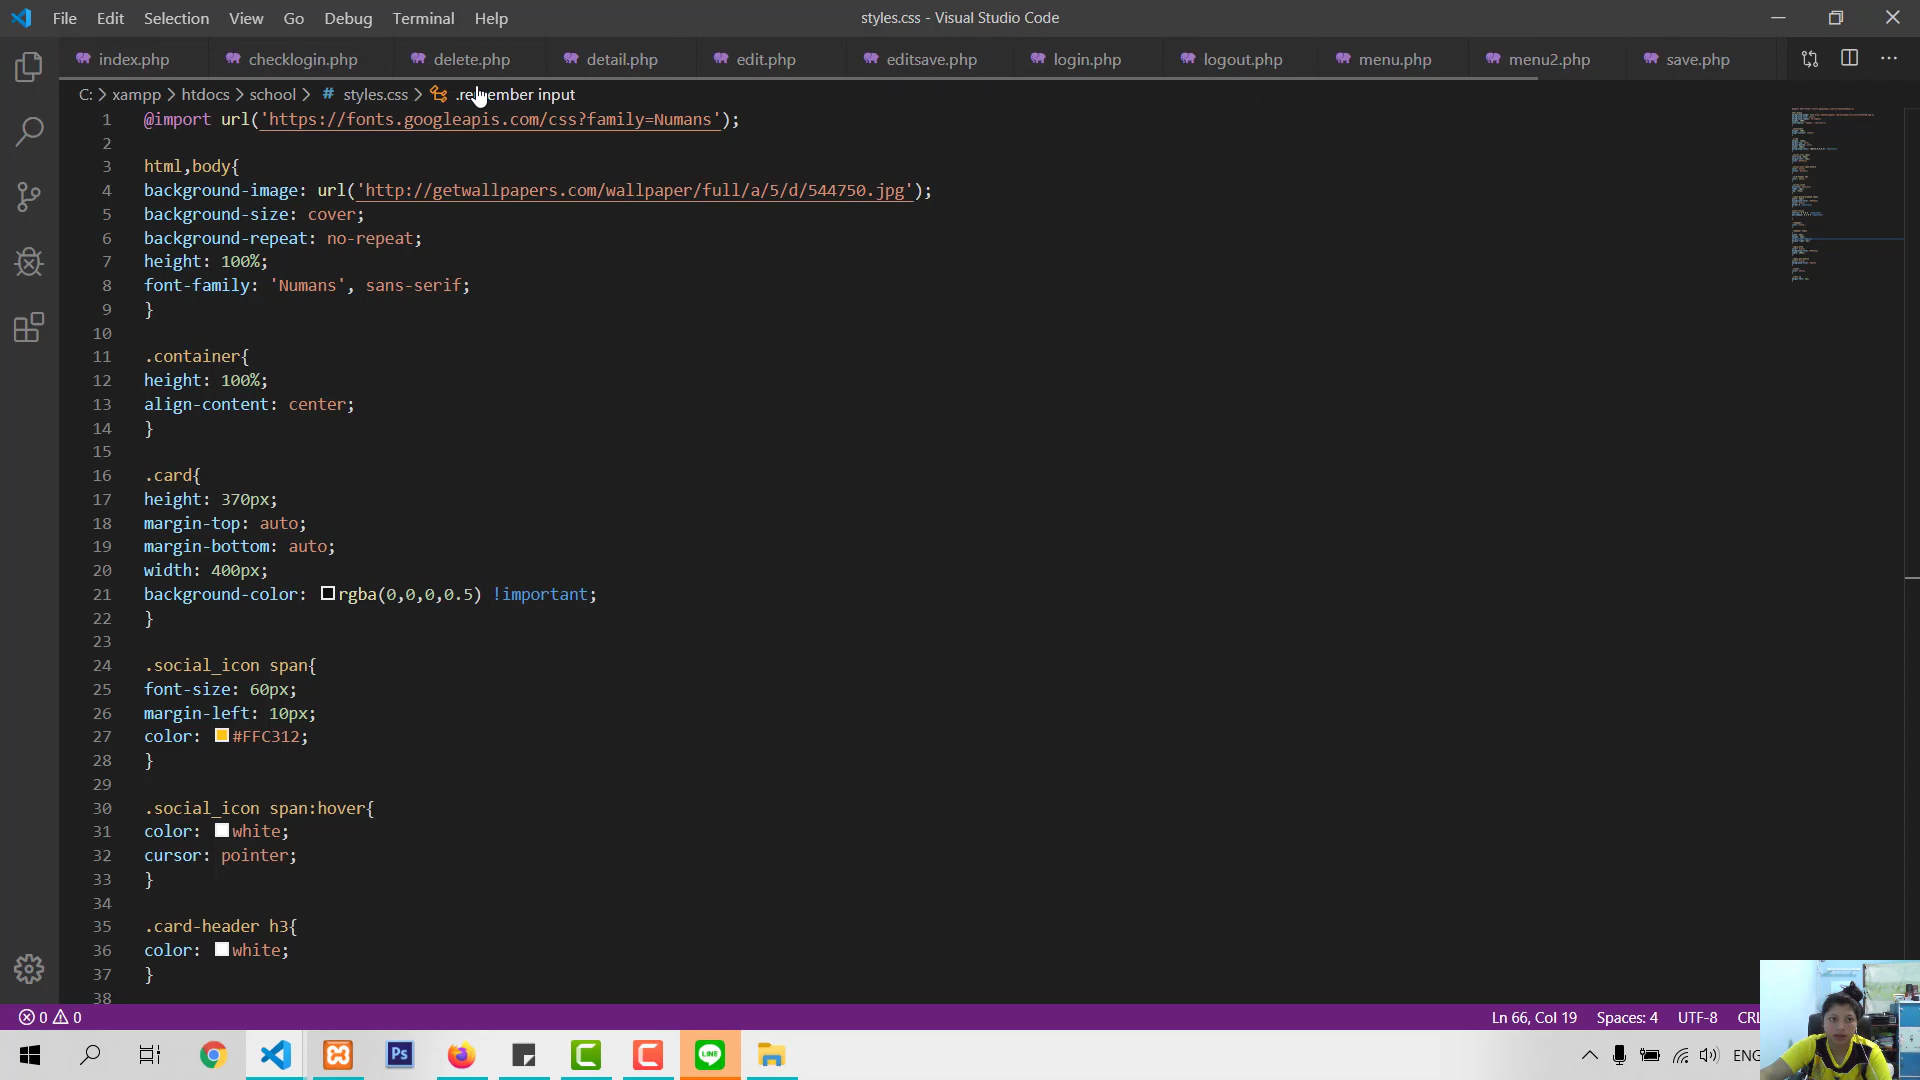 File Edit Selection View Go Debug Terminal Help
styles.css - Visual Studio Code
index.php checklogin.php delete.php detail.php edit.php editsave.php login.php logout.php menu.php menu2.php save.php
C: > xampp > htdocs > school > # styles.css > input
1 @import url('https://fonts.googleapis.com/css?family=Numans');
2
3 html,body{
4 background-image: url('http://getwallpapers.com/wallpaper/full/a/5/d/544750.jpg');
5 background-size: cover;
6 background-repeat: no-repeat;
7 height: 100%;
8 font-family: 'Numans', sans-serif;
9 }
10
11 .container{
12 height: 100%;
13 align-content: center;
14 }
15
16 .card{
17 height: 370px;
18 margin-top: auto;
19 margin-bottom: auto;
20 width: 400px;
21 background-color: rgba(0,0,0,0.5) !important;
22 }
23
24 .social_icon span{
25 font-size: 60px;
26 margin-left: 10px;
27 color: #FFC312;
28 }
29
30 .social_icon span:hover{
31 color: white;
32 cursor: pointer;
33 }
34
35 .card-header h3{
36 color: white;
37 }
38
0 0 Ln 66, Col 19 Spaces: 4 UTF-8
Ps LINE ENG